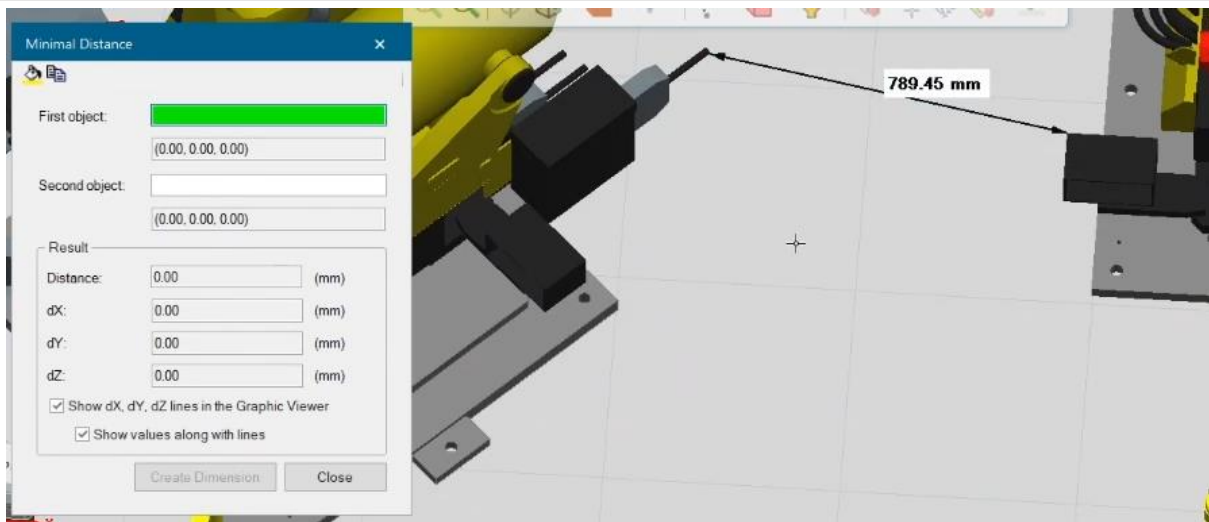 Minimal Distance
First object:
(0.00, 0.00, 0.00)
Second object:
(0.00, 0.00, 0.00)
Result
Distance: 0.00 (mm)
dX: 0.00 (mm)
dY: 0.00 (mm)
dZ: 0.00 (mm)
Show dX, dY, dZ lines in the Graphic Viewer
Show values along with lines
Create Dimension Close
789.45 mm